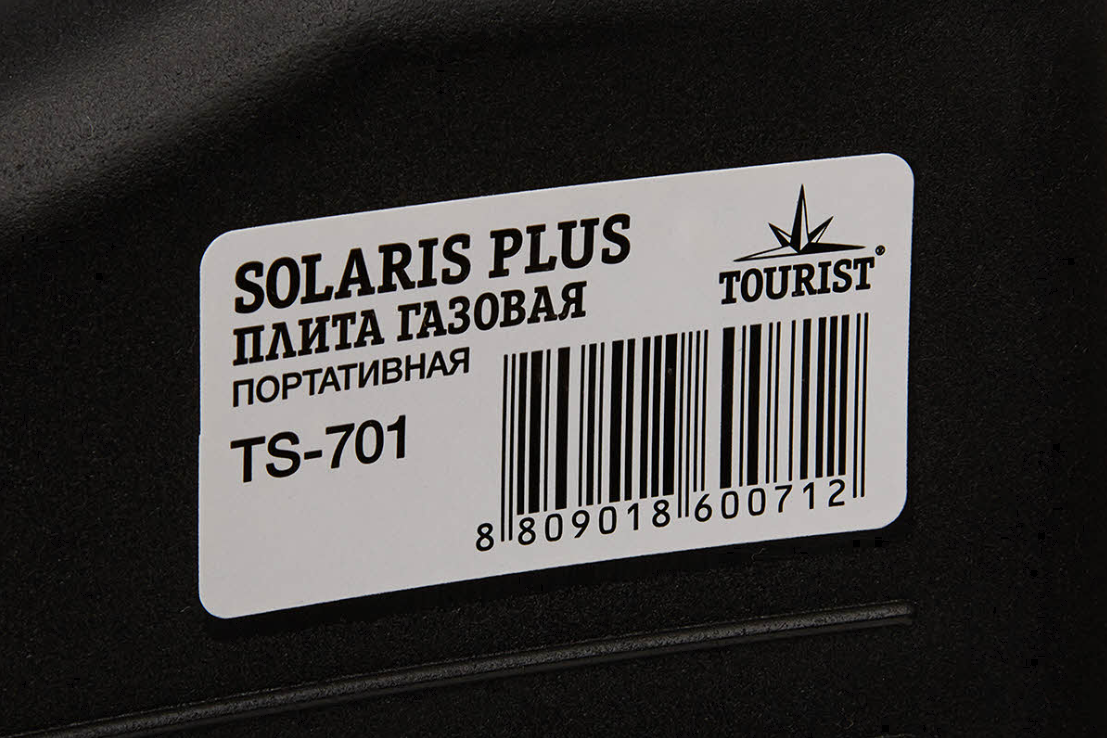 SOLARIS PLUS
ПЛИТА ГАЗОВАЯ
ПОРТАТИВНАЯ
TS-701
TOURIST®
8 809018 600712